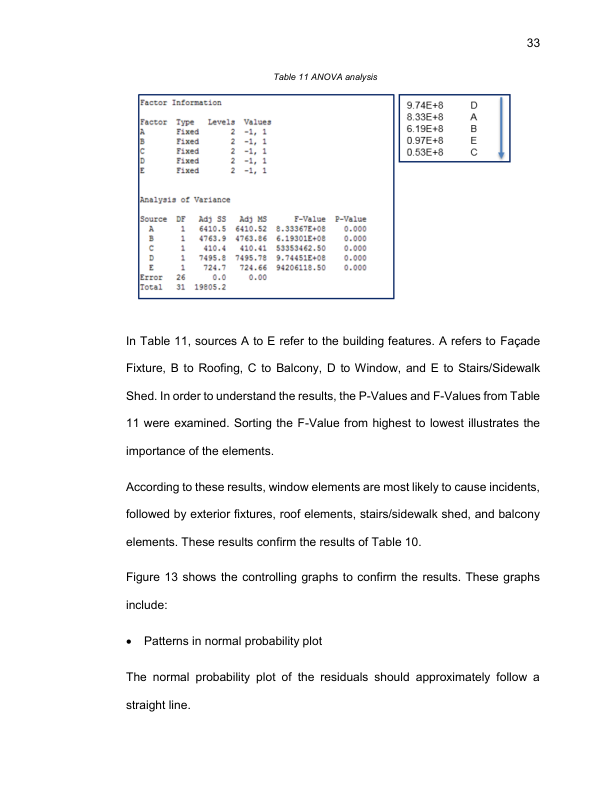 33
Table 11 ANOVA analysis
Factor Information
Factor Type Levels Values
A Fixed 2 -1, 1
B Fixed 2 -1, 1
C Fixed 2 -1, 1
D Fixed 2 -1, 1
E Fixed 2 -1, 1
Analysis of Variance
Source DF Adj SS Adj MS F-Value P-Value
A 1 6410.5 6410.52 8.33367E+08 0.000
B 1 4763.9 4763.86 6.19301E+08 0.000
C 1 410.4 410.41 53353462.50 0.000
D 1 7495.8 7495.78 9.74451E+08 0.000
E 1 724.7 724.66 94206118.50 0.000
Error 26 0.0 0.00
Total 31 19805.2
9.74E+8 D
8.33E+8 A
6.19E+8 B
0.97E+8 E
0.53E+8 C
In Table 11, sources A to E refer to the building features. A refers to Façade
Fixture, B to Roofing, C to Balcony, D to Window, and E to Stairs/Sidewalk
Shed. In order to understand the results, the P-Values and F-Values from Table
11 were examined. Sorting the F-Value from highest to lowest illustrates the
importance of the elements.
According to these results, window elements are most likely to cause incidents,
followed by exterior fixtures, roof elements, stairs/sidewalk shed, and balcony
elements. These results confirm the results of Table 10.
Figure 13 shows the controlling graphs to confirm the results. These graphs
include:
• Patterns in normal probability plot
The normal probability plot of the residuals should approximately follow a
straight line.